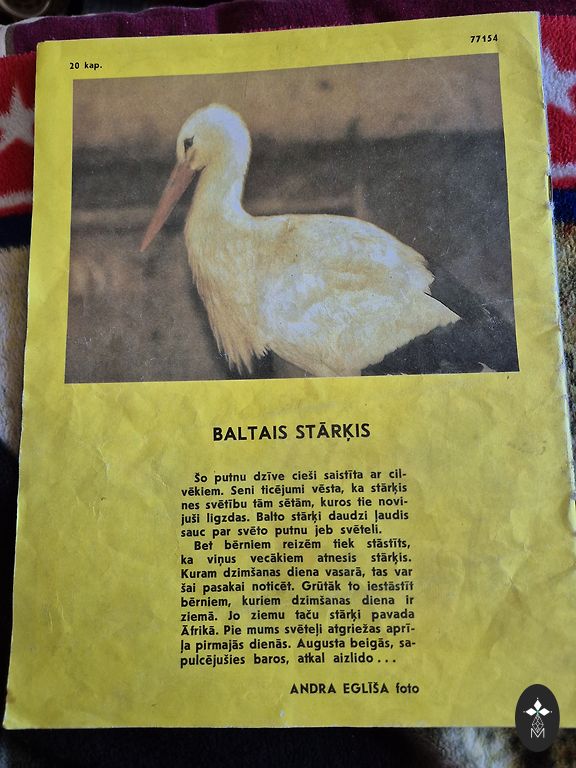 20 kap.
77154
BALTAIS STĀRĶIS
Šo putnu dzīve cieši saistīta ar cil-
vēkiem. Seni ticējumi vēsta, ka stārķis
nes svētību tām sētām, kuros tie novi-
juši ligzdas. Balto stārķi daudzi ļaudis
sauc par svēto putnu jeb svēteli.
Bet bērniem reizēm tiek stāstīts,
ka viņus vecākiem atnesis stārķis.
Kuram dzimšanas diena vasarā, tas var
šai pasakai noticēt. Grūtāk to iestāstīt
bērniem, kuriem dzimšanas diena ir
ziemā. Jo ziemu taču stārķi pavada
Āfrikā. Pie mums svēteļi atgriežas aprī-
ļa pirmajās dienās. Augusta beigās, sa-
pulcējušies baros, atkal aizlido...
ANDRA EGLĪŠA foto
M